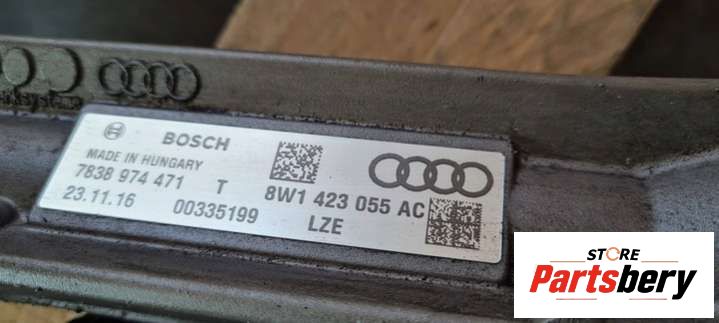 BOSCH
MADE IN HUNGARY
7838 974 471 T
8W1 423 055 AC
23.11.16
00335199
LZE
STORE
Partsbery